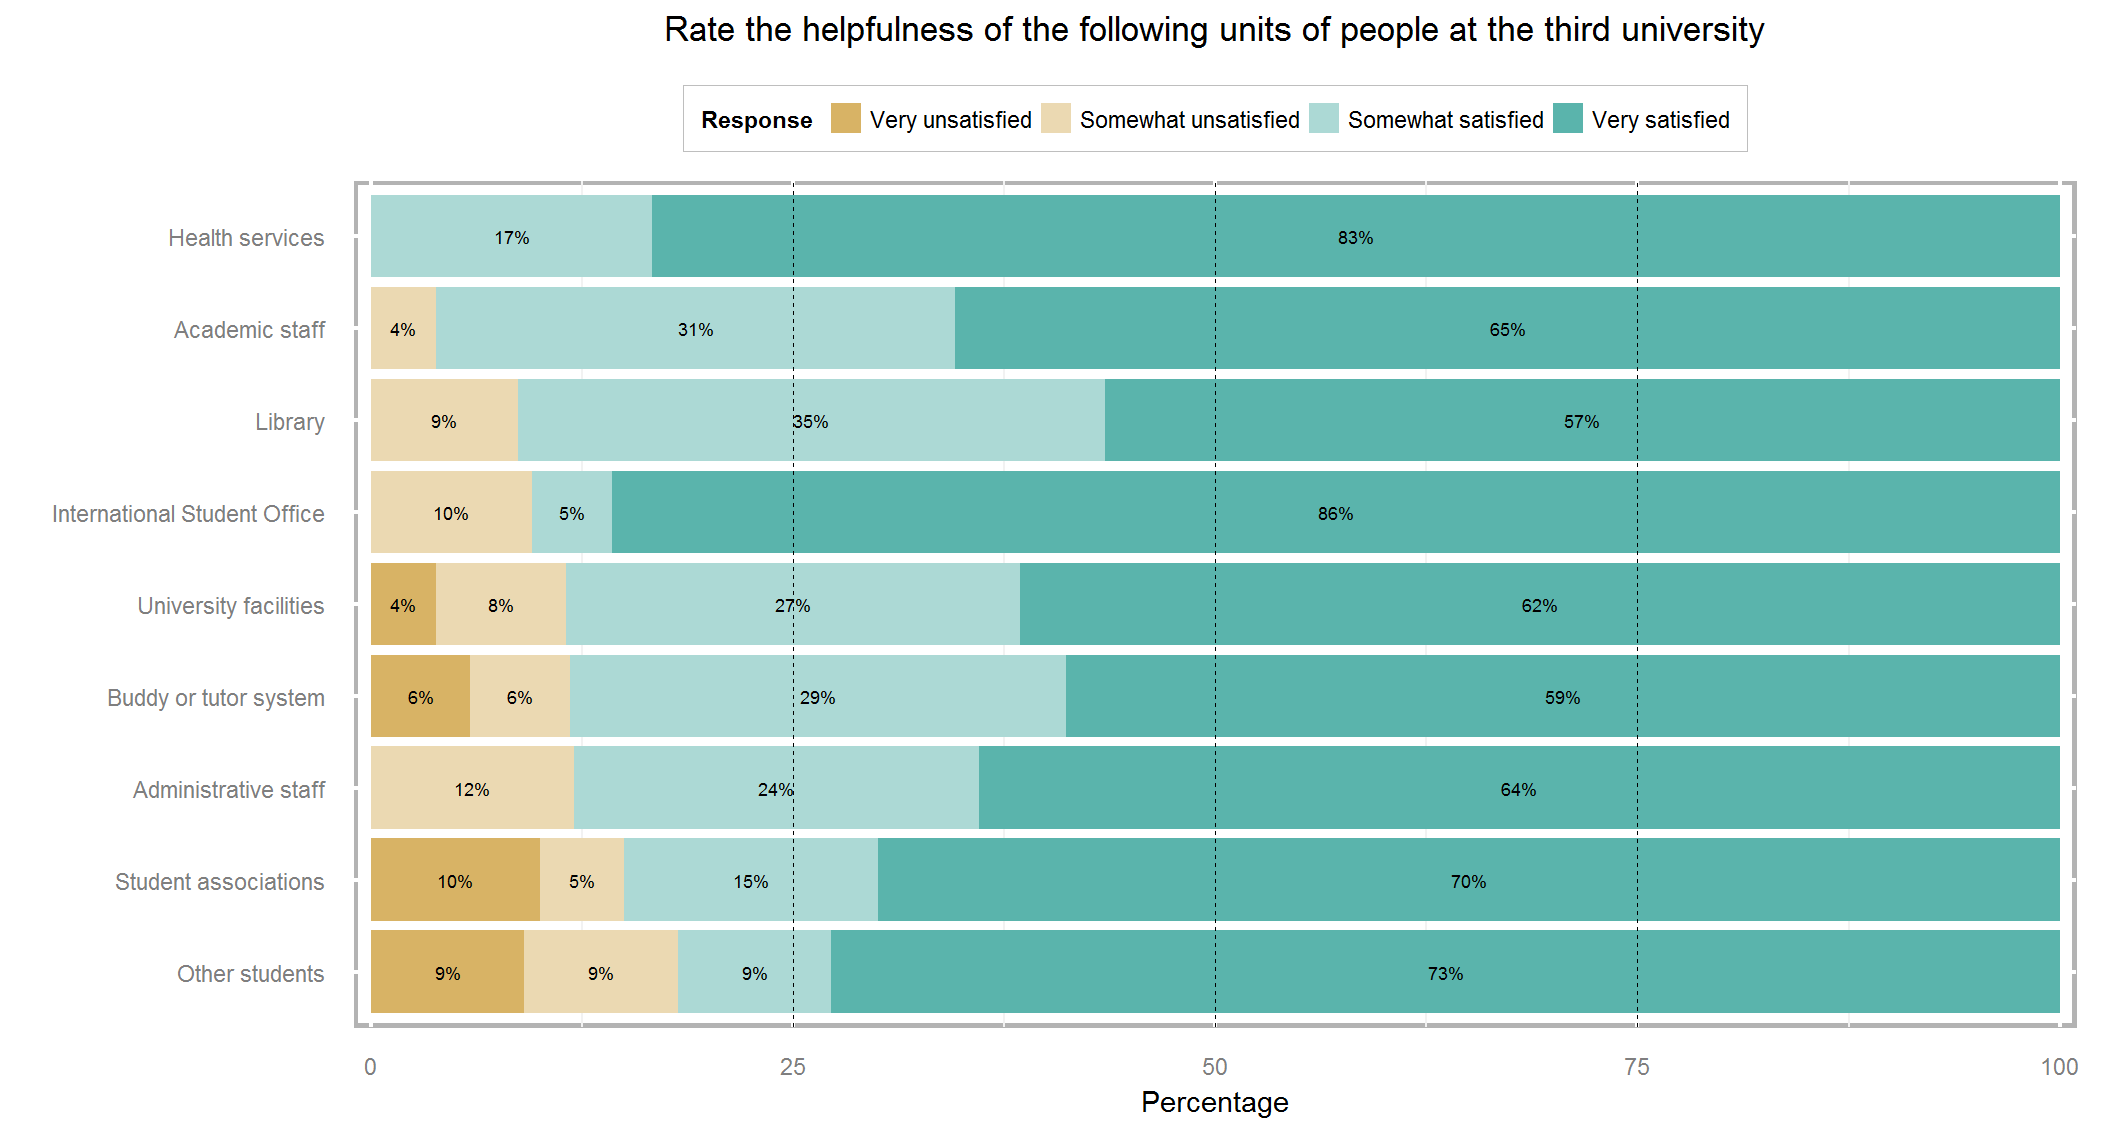 Rate the helpfulness of the following units of people at the third university
Response Very unsatisfied Somewhat unsatisfied Somewhat satisfied Very satisfied
Health services 17% 83%
Academic staff 4% 31% 65%
Library 9% 35% 57%
International Student Office 10% 5% 86%
University facilities 4% 8% 27% 62%
Buddy or tutor system 6% 6% 29% 59%
Administrative staff 12% 24% 64%
Student associations 10% 5% 15% 70%
Other students 9% 9% 9% 73%
0 25 50 75 100
Percentage